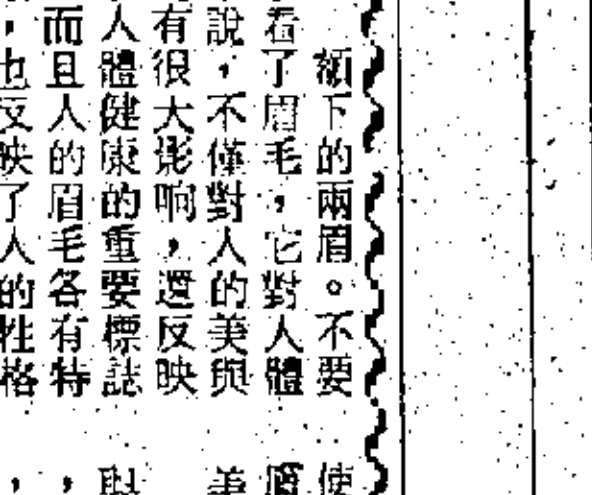 額下的兩眉。不要
看了眉毛，它對人體
說，不僅對人的美與
有很大影响，還反映
人體健康的重要標誌
而且人的眉毛各有特
，也反映了人的性格
使